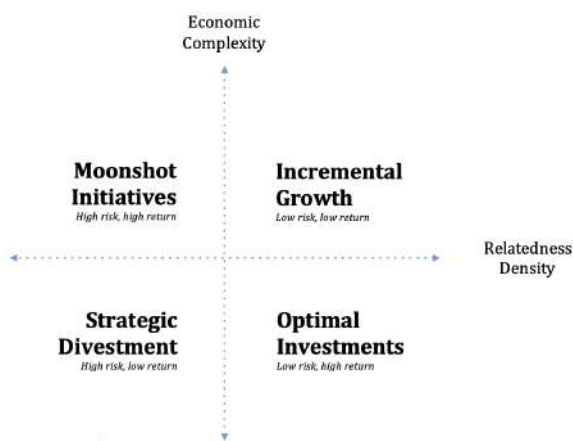 Economic
Complexity
Moonshot
Initiatives
High risk, high return
Incremental
Growth
Low risk, low return
Relatedness
Density
Strategic
Divestment
High risk, low return
Optimal
Investments
Low risk, high return